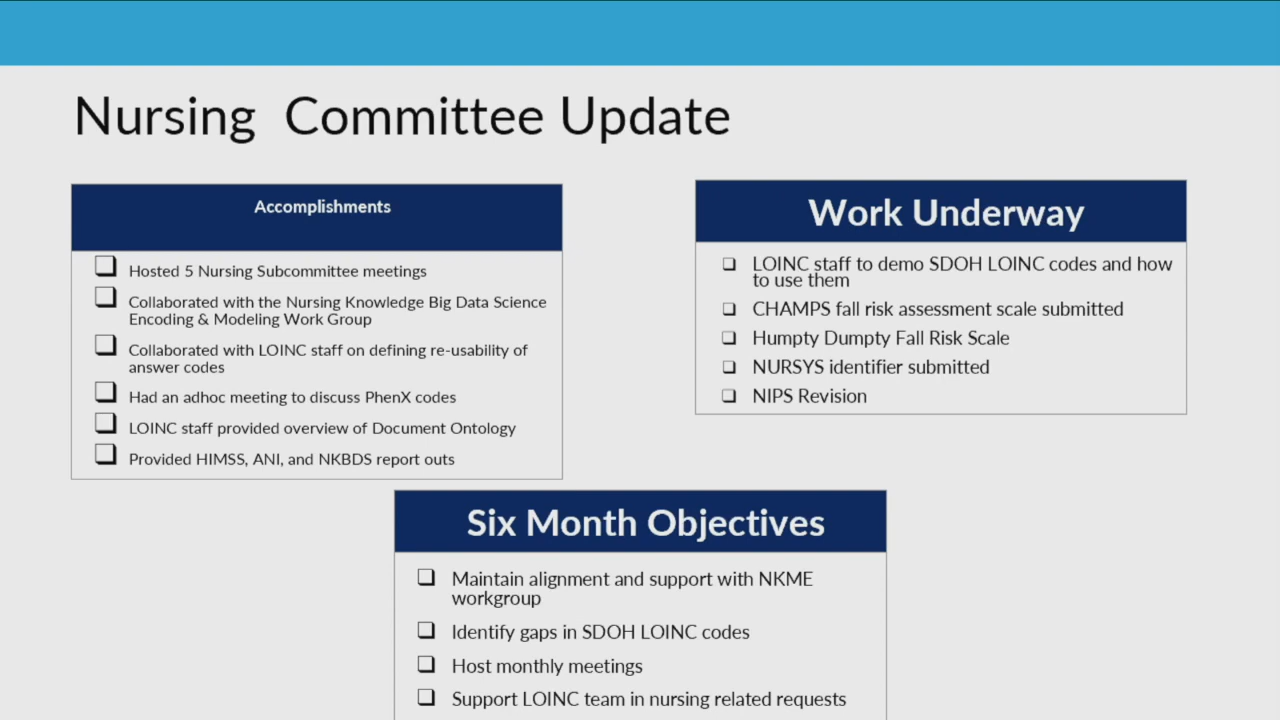 Nursing Committee Update
Accomplishments
Hosted 5 Nursing Subcommittee meetings
Collaborated with the Nursing Knowledge Big Data Science
Encoding & Modeling Work Group
Collaborated with LOINC staff on defining re-usability of
answer codes
Had an adhoc meeting to discuss PhenX codes
LOINC staff provided overview of Document Ontology
Provided HIMSS, ANI, and NKBDS report outs
Work Underway
LOINC staff to demo SDOH LOINC codes and how
to use them
CHAMPS fall risk assessment scale submitted
Humpty Dumpty Fall Risk Scale
NURSYS identifier submitted
NIPS Revision
Six Month Objectives
Maintain alignment and support with NKME
workgroup
Identify gaps in SDOH LOINC codes
Host monthly meetings
Support LOINC team in nursing related requests